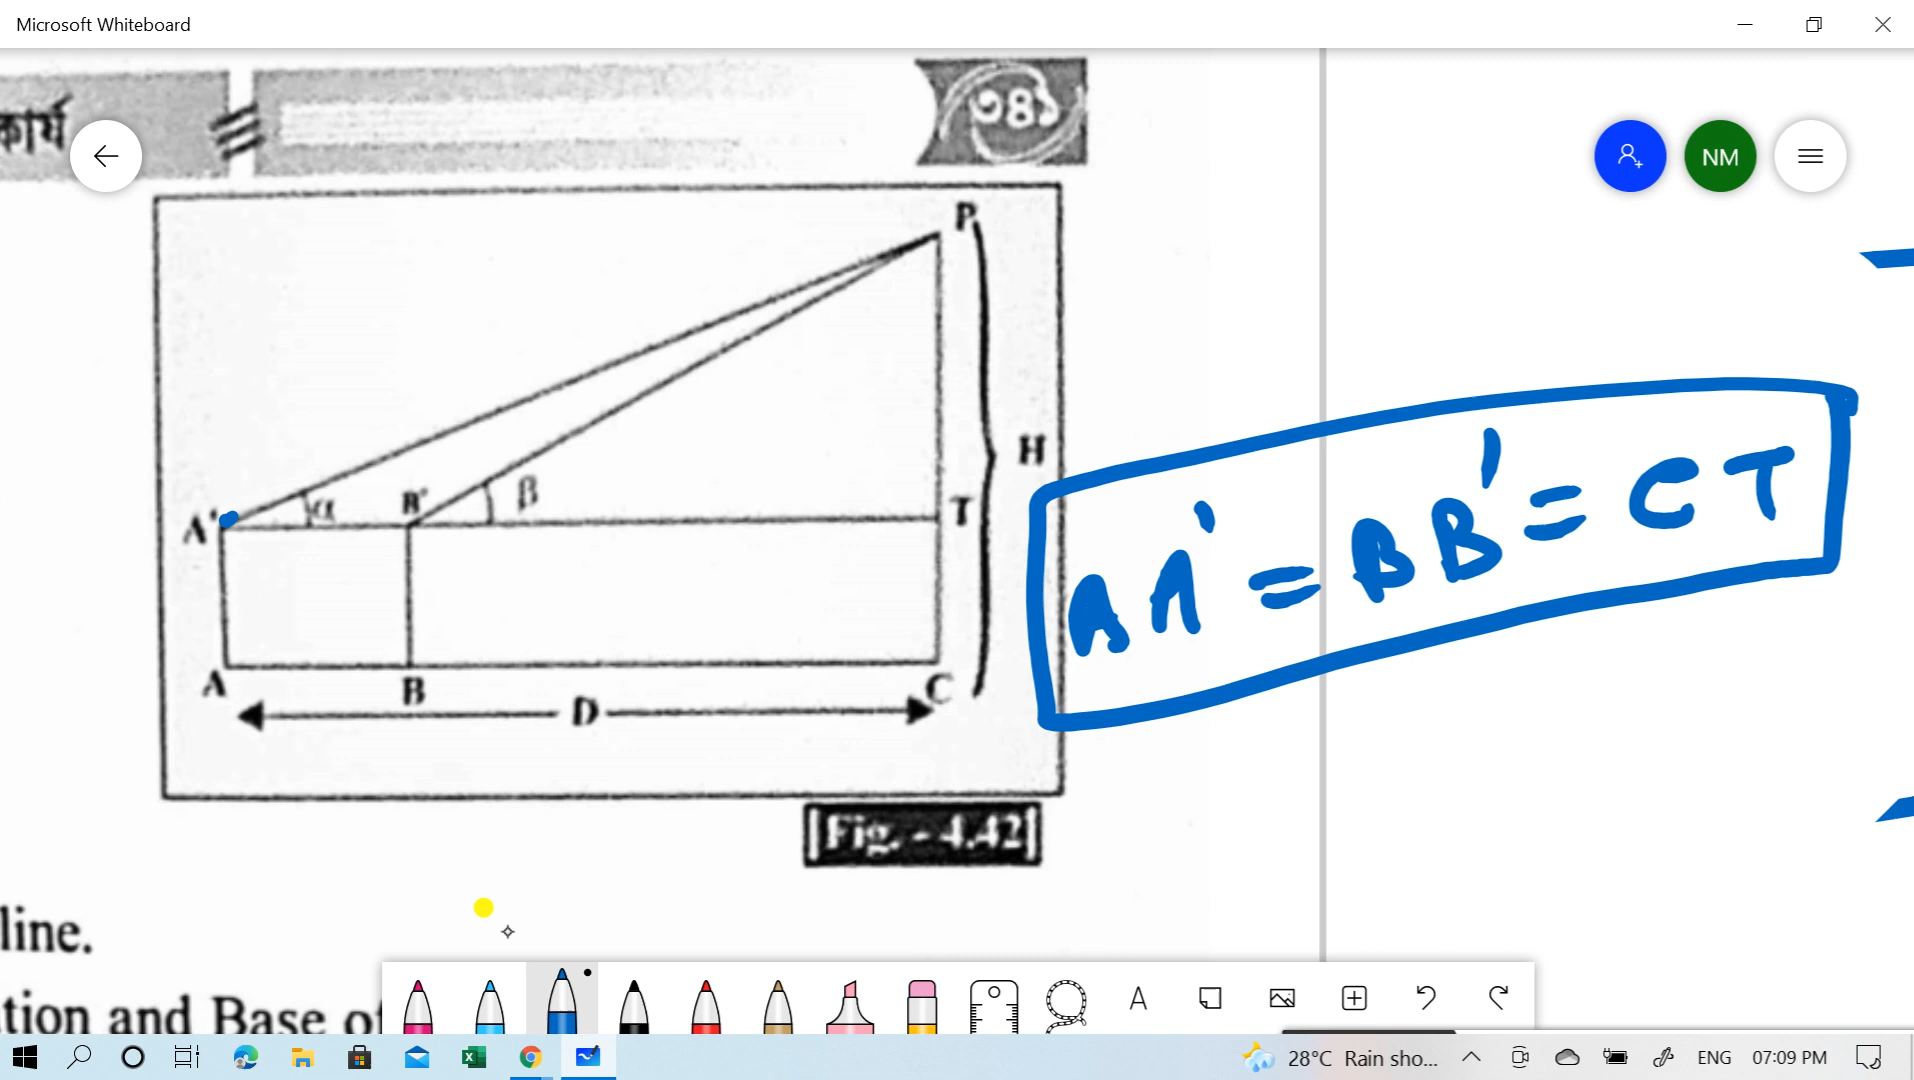 Microsoft Whiteboard
কার্য
৩৪১
NM
P
H
A' α B' β T
AA' = BB' = CT
A B C
D
[Fig. - 4.42]
line.
tion and Base of
A
28°C Rain sho... ENG 07:09 PM